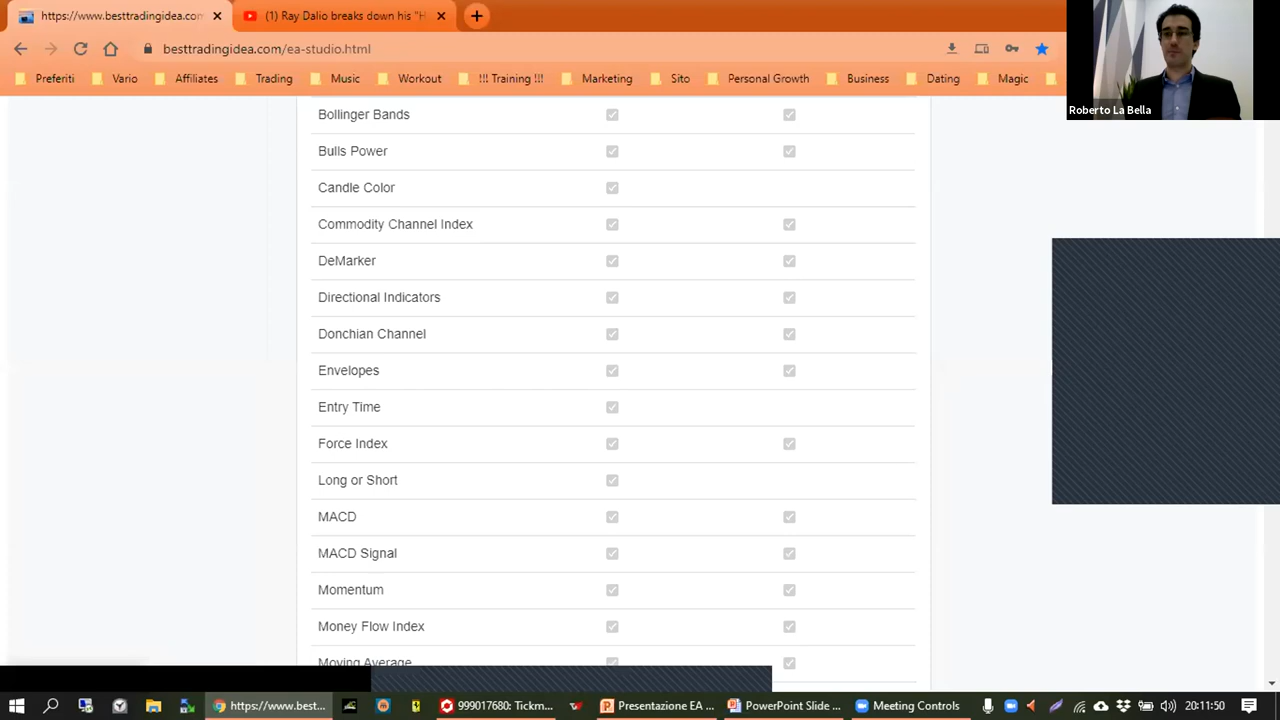 https://www.besttradingidea.com
(1) Ray Dalio breaks down his "H
besttradingidea.com/ea-studio.html
Preferiti
Vario
Affiliates
Trading
Music
Workout
!!! Training !!!
Marketing
Sito
Personal Growth
Business
Dating
Magic
Roberto La Bella
Bollinger Bands
Bulls Power
Candle Color
Commodity Channel Index
DeMarker
Directional Indicators
Donchian Channel
Envelopes
Entry Time
Force Index
Long or Short
MACD
MACD Signal
Momentum
Money Flow Index
Moving Average
https://www.best...
999017680: Tickm...
Presentazione EA ...
PowerPoint Slide ...
Meeting Controls
20:11:50